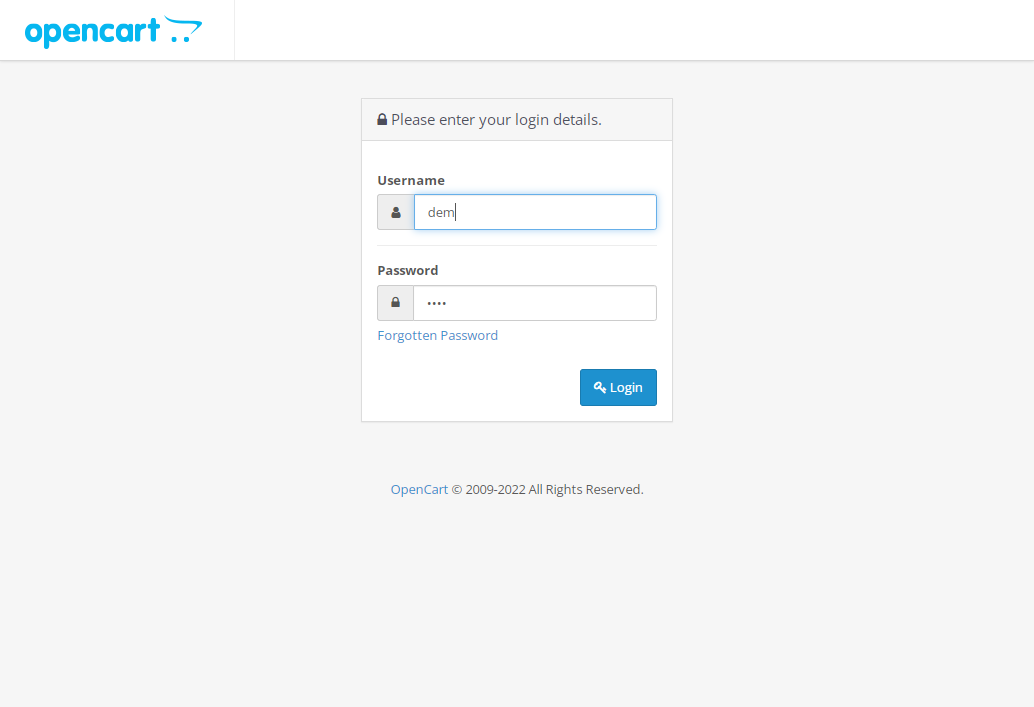 opencart
Please enter your login details.
Username
dem
Password
••••
Forgotten Password
Login
OpenCart © 2009-2022 All Rights Reserved.